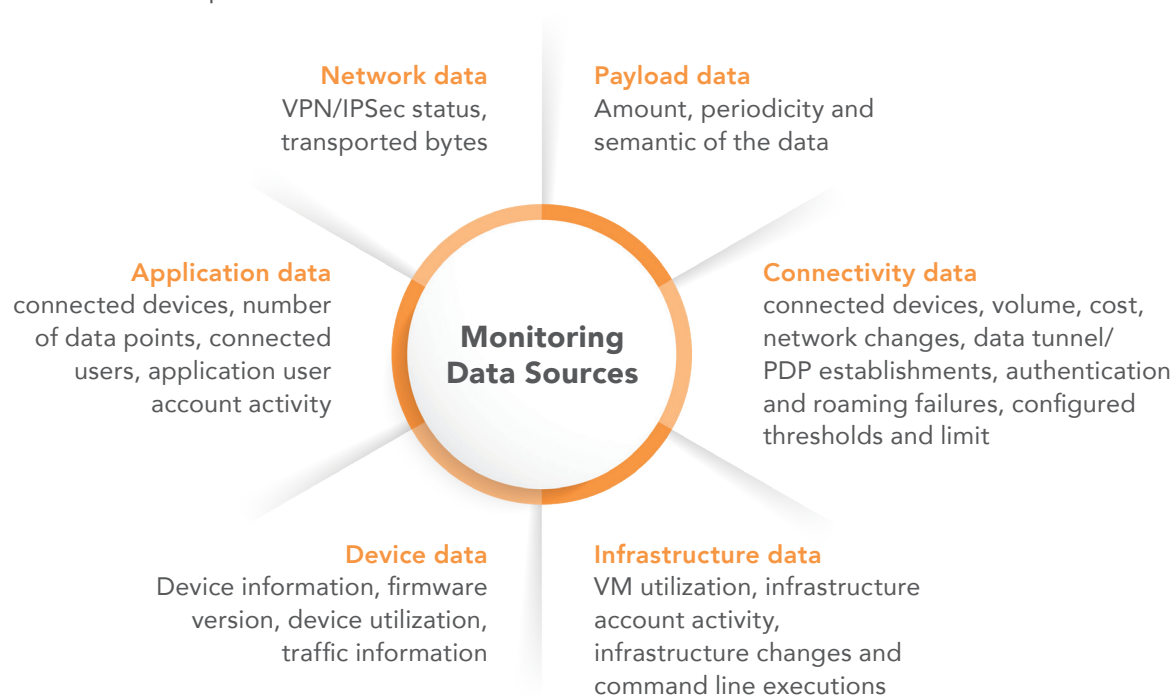 Network data
VPN/IPSec status,
transported bytes
Payload data
Amount, periodicity and
semantic of the data
Application data
connected devices, number
of data points, connected
users, application user
account activity
Monitoring
Data Sources
Connectivity data
connected devices, volume, cost,
network changes, data tunnel/
PDP establishments, authentication
and roaming failures, configured
thresholds and limit
Device data
Device information, firmware
version, device utilization,
traffic information
Infrastructure data
VM utilization, infrastructure
account activity,
infrastructure changes and
command line executions